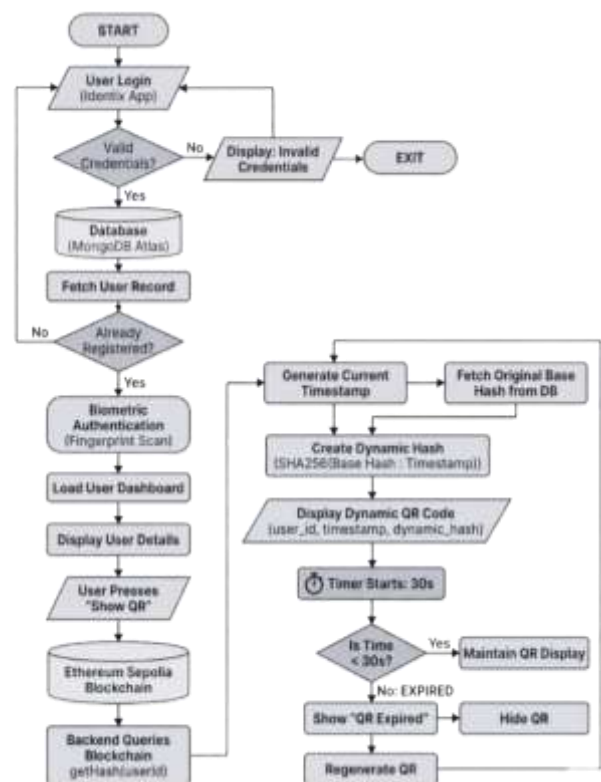 START
User Login
(Identix App)
Valid
Credentials?
No
Display: Invalid
Credentials
EXIT
Yes
Database
(MongoDB Atlas)
Fetch User Record
No
Already
Registered?
Yes
Biometric
Authentication
(Fingerprint Scan)
Load User Dashboard
Display User Details
User Presses
"Show QR"
Ethereum Sepolia
Blockchain
Backend Queries
Blockchain
getHash(userId)
Generate Current
Timestamp
Fetch Original Base
Hash from DB
Create Dynamic Hash
(SHA256(Base Hash : Timestamp))
Display Dynamic QR Code
(user_id, timestamp, dynamic_hash)
Timer Starts: 30s
Is Time
< 30s?
Yes
Maintain QR Display
No: EXPIRED
Show "QR Expired"
Hide QR
Regenerate QR